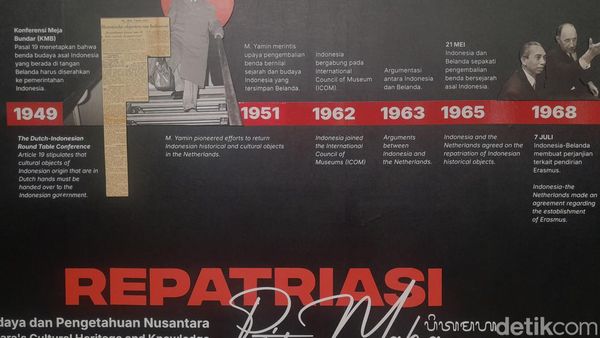 Konferensi Meja
Bundar (KMB)
Pasal 19 menetapkan bahwa
benda budaya asal Indonesia
yang berada di tangan
Belanda harus diserahkan
ke pemerintahan
Indonesia.
1949
The Dutch-Indonesian
Round Table Conference
Article 19 stipulates that
cultural objects of
Indonesian origin that are in
Dutch hands must be
handed over to the
Indonesian government.
M. Yamin merintis
upaya pengembalian
benda bernilai
sejarah dan budaya
Indonesia yang
tersimpan Belanda.
1951
M. Yamin pioneered efforts to return
Indonesian historical and cultural objects
in the Netherlands.
Indonesia
bergabung pada
International
Council of Museum
(ICOM).
1962
Indonesia joined
the International
Council of
Museums (ICOM)
Argumentasi
antara Indonesia
dan Belanda.
1963
Arguments
between
Indonesia and
the Netherlands.
21 MEI
Indonesia dan
Belanda sepakati
pengembalian
benda bersejarah
asal Indonesia.
1965
Indonesia and the
Netherlands agreed on the
repatriation of Indonesian
historical objects.
1968
7 JULI
Indonesia-Belanda
membuat perjanjian
terkait pendirian
Erasmus.
Indonesia-the
Netherlands made an
agreement regarding
the establishment
of Erasmus.
REPATRIASI
daya dan Pengetahuan Nusantara
ara's Cultural Heritage and Knowledge
detikcom